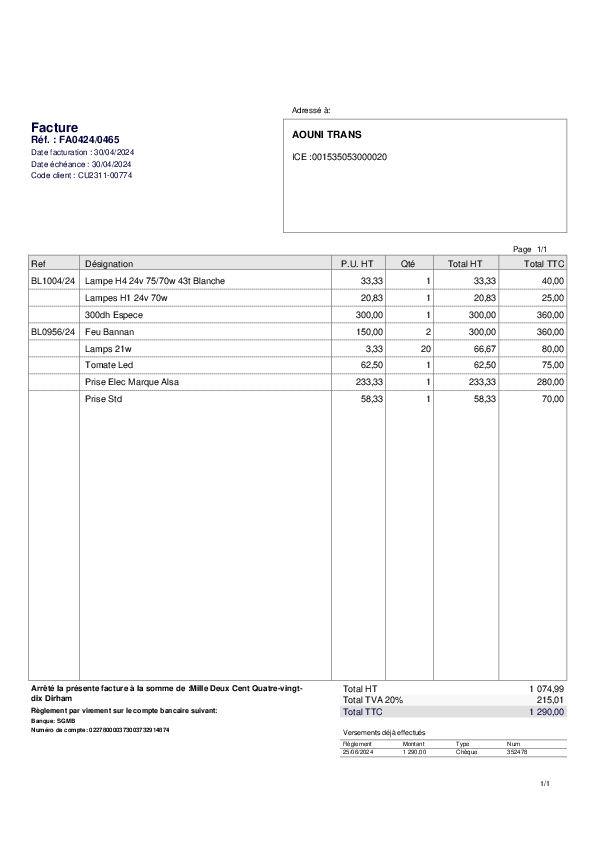 Adressé à:
Facture
Réf. : FA0424/0465
Date facturation : 30/04/2024
Date échéance : 30/04/2024
Code client : CU2311-00774
AOUNI TRANS
ICE :001535053000020
Page 1/1
Ref Désignation P.U. HT Qté Total HT Total TTC
BL1004/24 Lampe H4 24v 75/70w 43t Blanche 33,33 1 33,33 40,00
Lampes H1 24v 70w 20,83 1 20,83 25,00
300dh Espece 300,00 1 300,00 360,00
BL0956/24 Feu Bannan 150,00 2 300,00 360,00
Lamps 21w 3,33 20 66,67 80,00
Tomate Led 62,50 1 62,50 75,00
Prise Elec Marque Alsa 233,33 1 233,33 280,00
Prise Std 58,33 1 58,33 70,00
Arrêté la présente facture à la somme de :Mille Deux Cent Quatre-vingt-
dix Dirham
Règlement par virement sur le compte bancaire suivant:
Banque: SGMB
Numéro de compte: 022780000373003732914874
Total HT 1 074,99
Total TVA 20% 215,01
Total TTC 1 290,00
Versements déjà effectués
Règlement Montant Type Num
25/06/2024 1 290,00 Chèque 352478
1/1